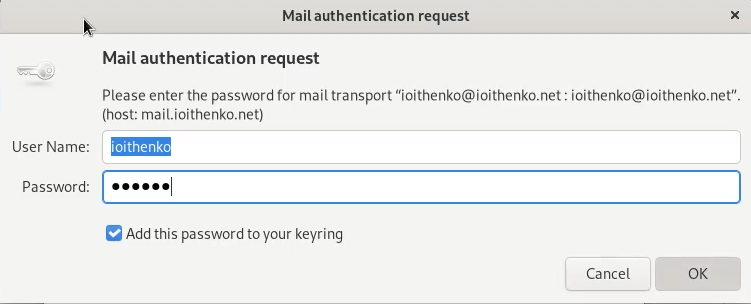 Mail authentication request
Mail authentication request
Please enter the password for mail transport “ioithenko@ioithenko.net : ioithenko@ioithenko.net”.
(host: mail.ioithenko.net)
User Name: ioithenko
Password: ●●●●●●
Add this password to your keyring
Cancel OK